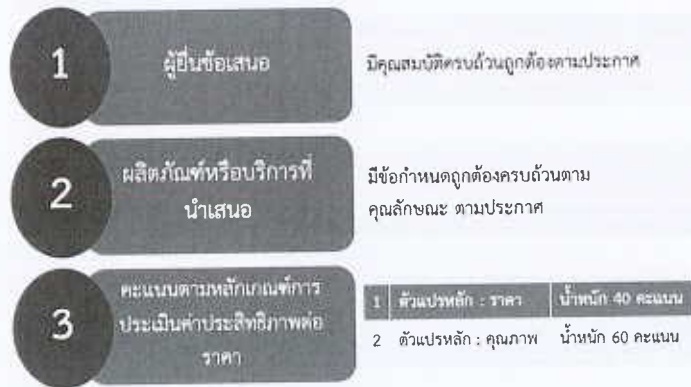 1
ผู้ยื่นข้อเสนอ
มีคุณสมบัติครบถ้วนถูกต้องตามประกาศ
2
ผลิตภัณฑ์หรือบริการที่
นำเสนอ
มีข้อกำหนดถูกต้องครบถ้วนตาม
คุณลักษณะ ตามประกาศ
3
คะแนนตามหลักเกณฑ์การ
ประเมินค่าประสิทธิภาพต่อ
ราคา
1 ตัวแปรหลัก : ราคา น้ำหนัก 40 คะแนน
2 ตัวแปรหลัก : คุณภาพ น้ำหนัก 60 คะแนน